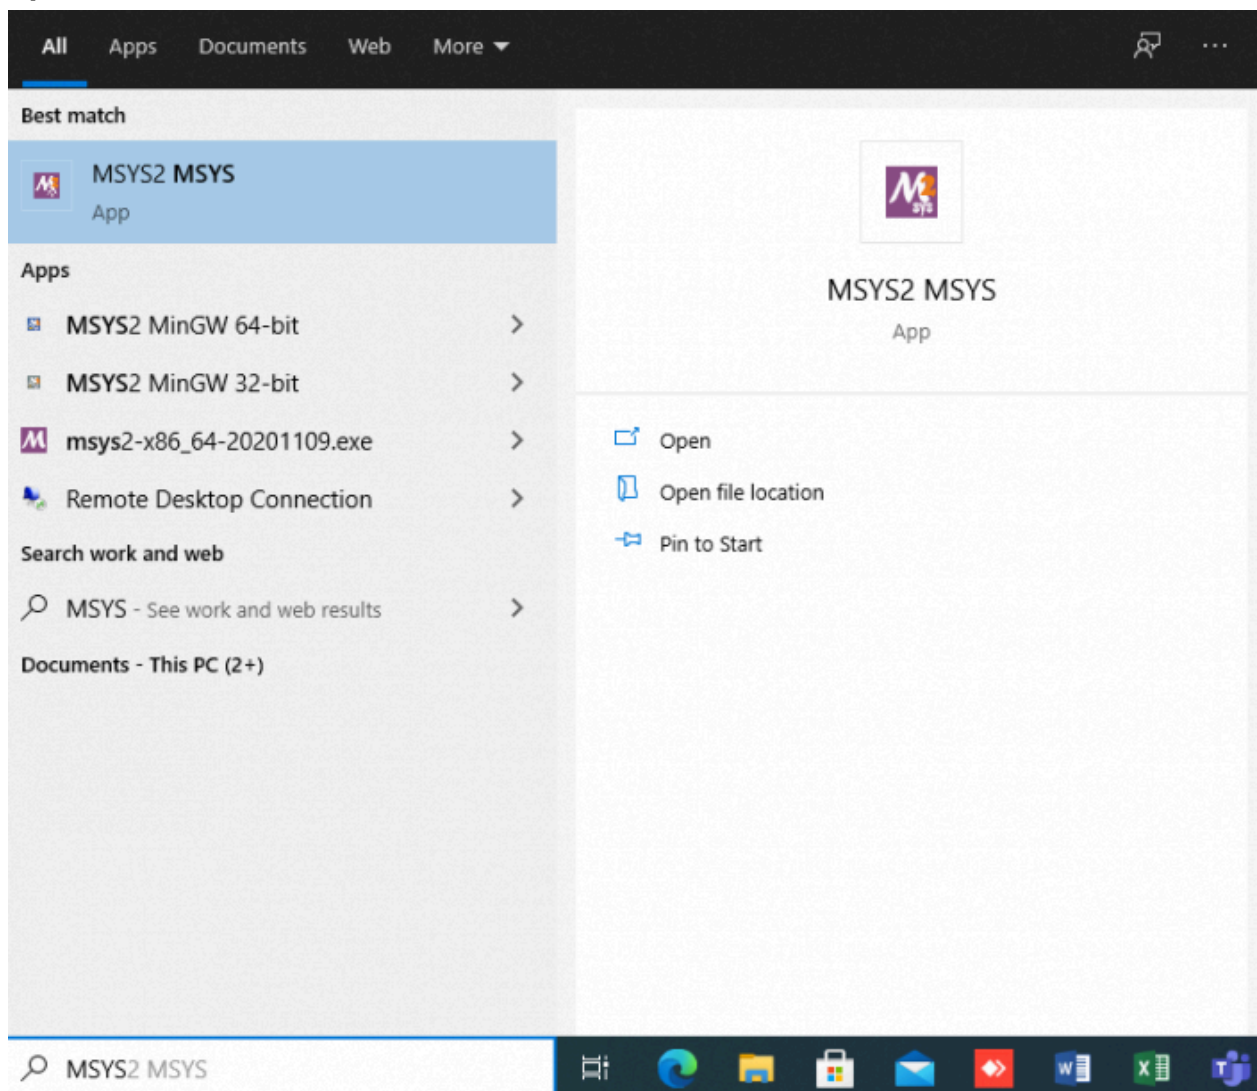 All Apps Documents Web More
Best match
MSYS2 MSYS
App
Apps
MSYS2 MinGW 64-bit
MSYS2 MinGW 32-bit
msys2-x86_64-20201109.exe
Remote Desktop Connection
Search work and web
MSYS - See work and web results
Documents - This PC (2+)
MSYS2 MSYS
App
Open
Open file location
Pin to Start
MSYS2 MSYS